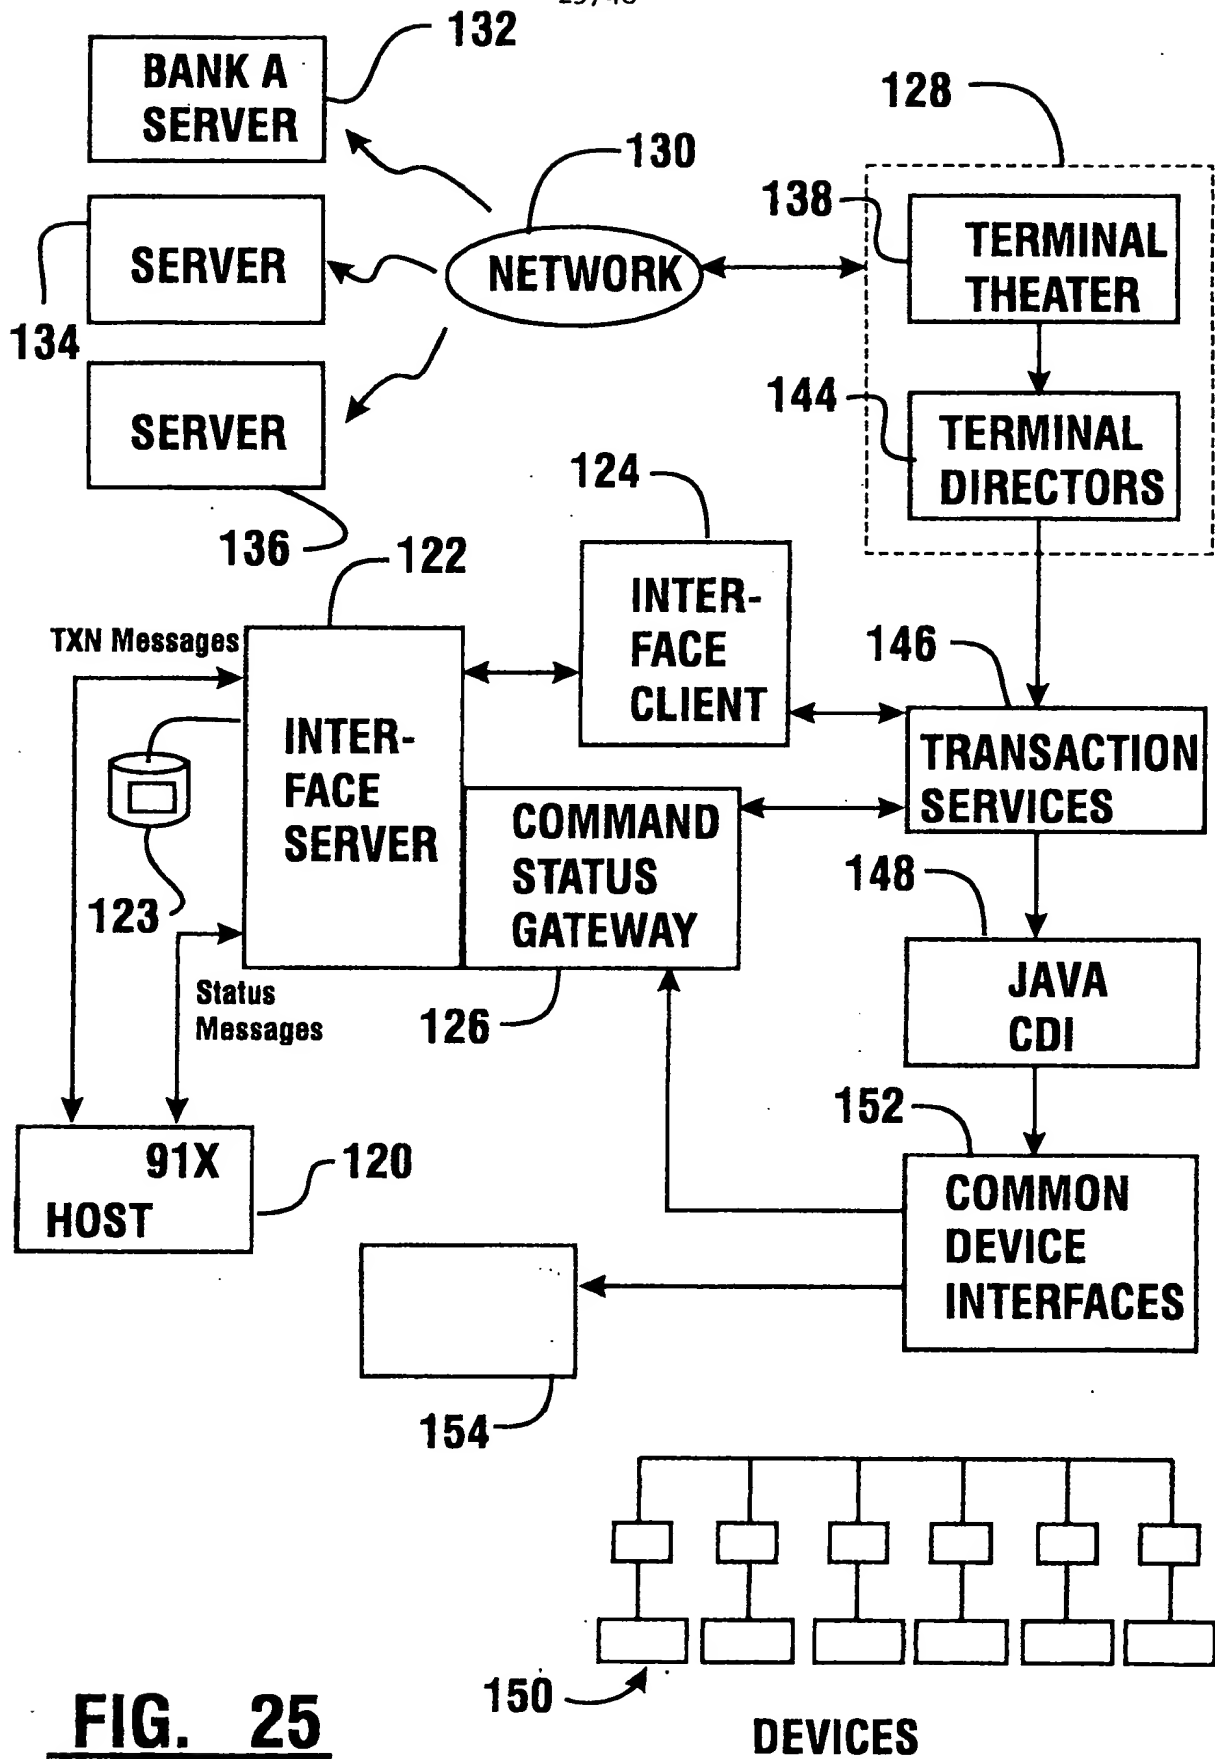 132
BANK A
SERVER
128
130
138
TERMINAL
THEATER
NETWORK
SERVER
134
144
TERMINAL
DIRECTORS
SERVER
124
136
122
INTER-
FACE
CLIENT
TXN Messages
146
INTER-
FACE
SERVER
TRANSACTION
SERVICES
COMMAND
STATUS
GATEWAY
123
148
JAVA
CDI
Status
Messages
126
152
91X
HOST
120
COMMON
DEVICE
INTERFACES
154
150
DEVICES
FIG. 25